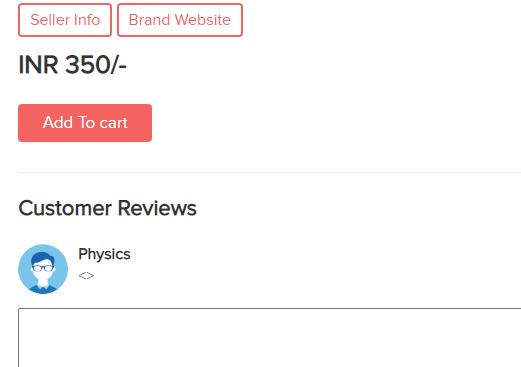 Seller Info Brand Website
INR 350/-
Add To cart
Customer Reviews
Physics
<>